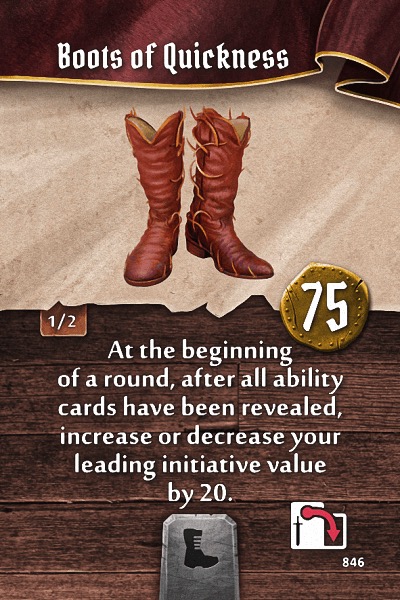 Boots of Quickness
75
1/2
At the beginning
of a round, after all ability
cards have been revealed,
increase or decrease your
leading initiative value
by 20.
846